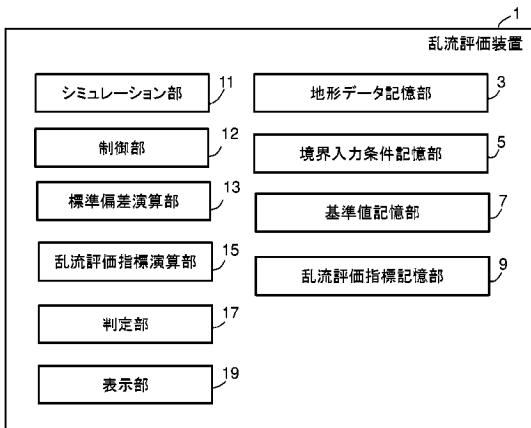 1
乱流評価装置
シミュレーション部
11
地形データ記憶部
3
制御部
12
境界入力条件記憶部
5
標準偏差演算部
13
基準値記憶部
7
乱流評価指標演算部
15
乱流評価指標記憶部
9
判定部
17
表示部
19